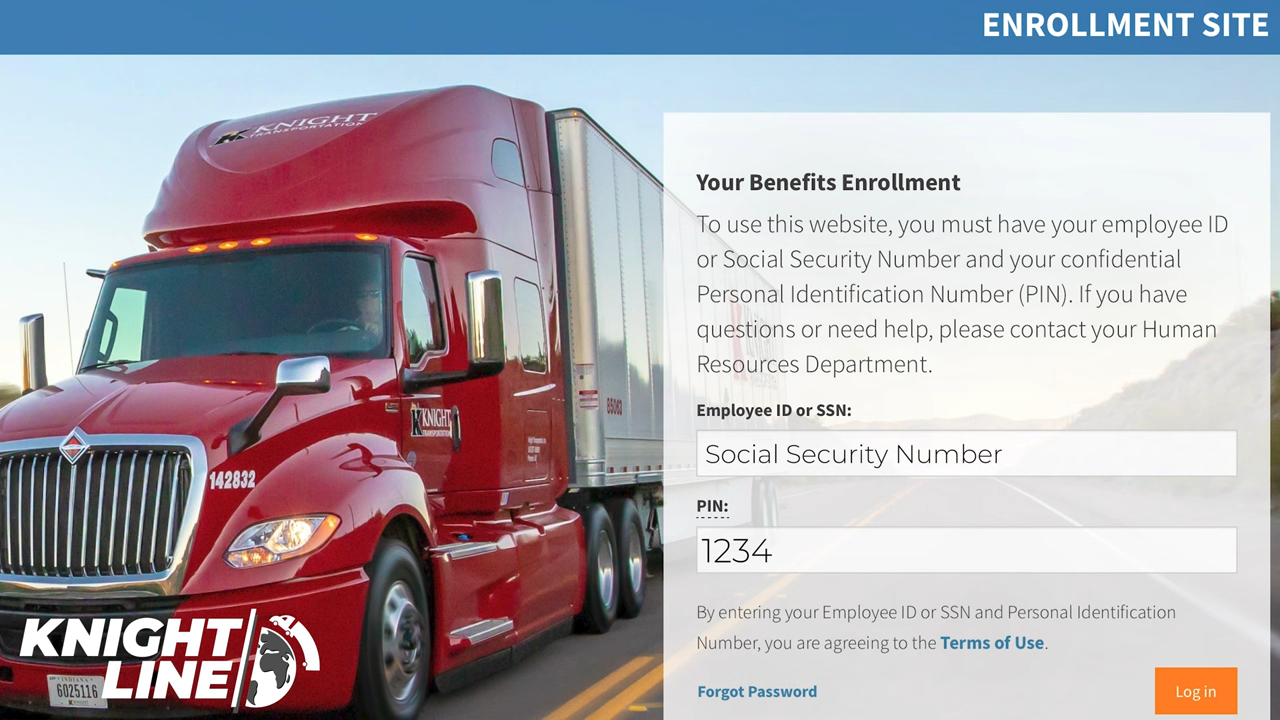 ENROLLMENT SITE
KNIGHT
TRANSPORTATION
Your Benefits Enrollment
To use this website, you must have your employee ID
or Social Security Number and your confidential
Personal Identification Number (PIN). If you have
questions or need help, please contact your Human
Resources Department.
Employee ID or SSN:
Social Security Number
PIN:
1234
By entering your Employee ID or SSN and Personal Identification
Number, you are agreeing to the Terms of Use.
Forgot Password
Log in
KNIGHT
TRANSPORTATION
142832
KNIGHT
LINE
INDIANA
6025116